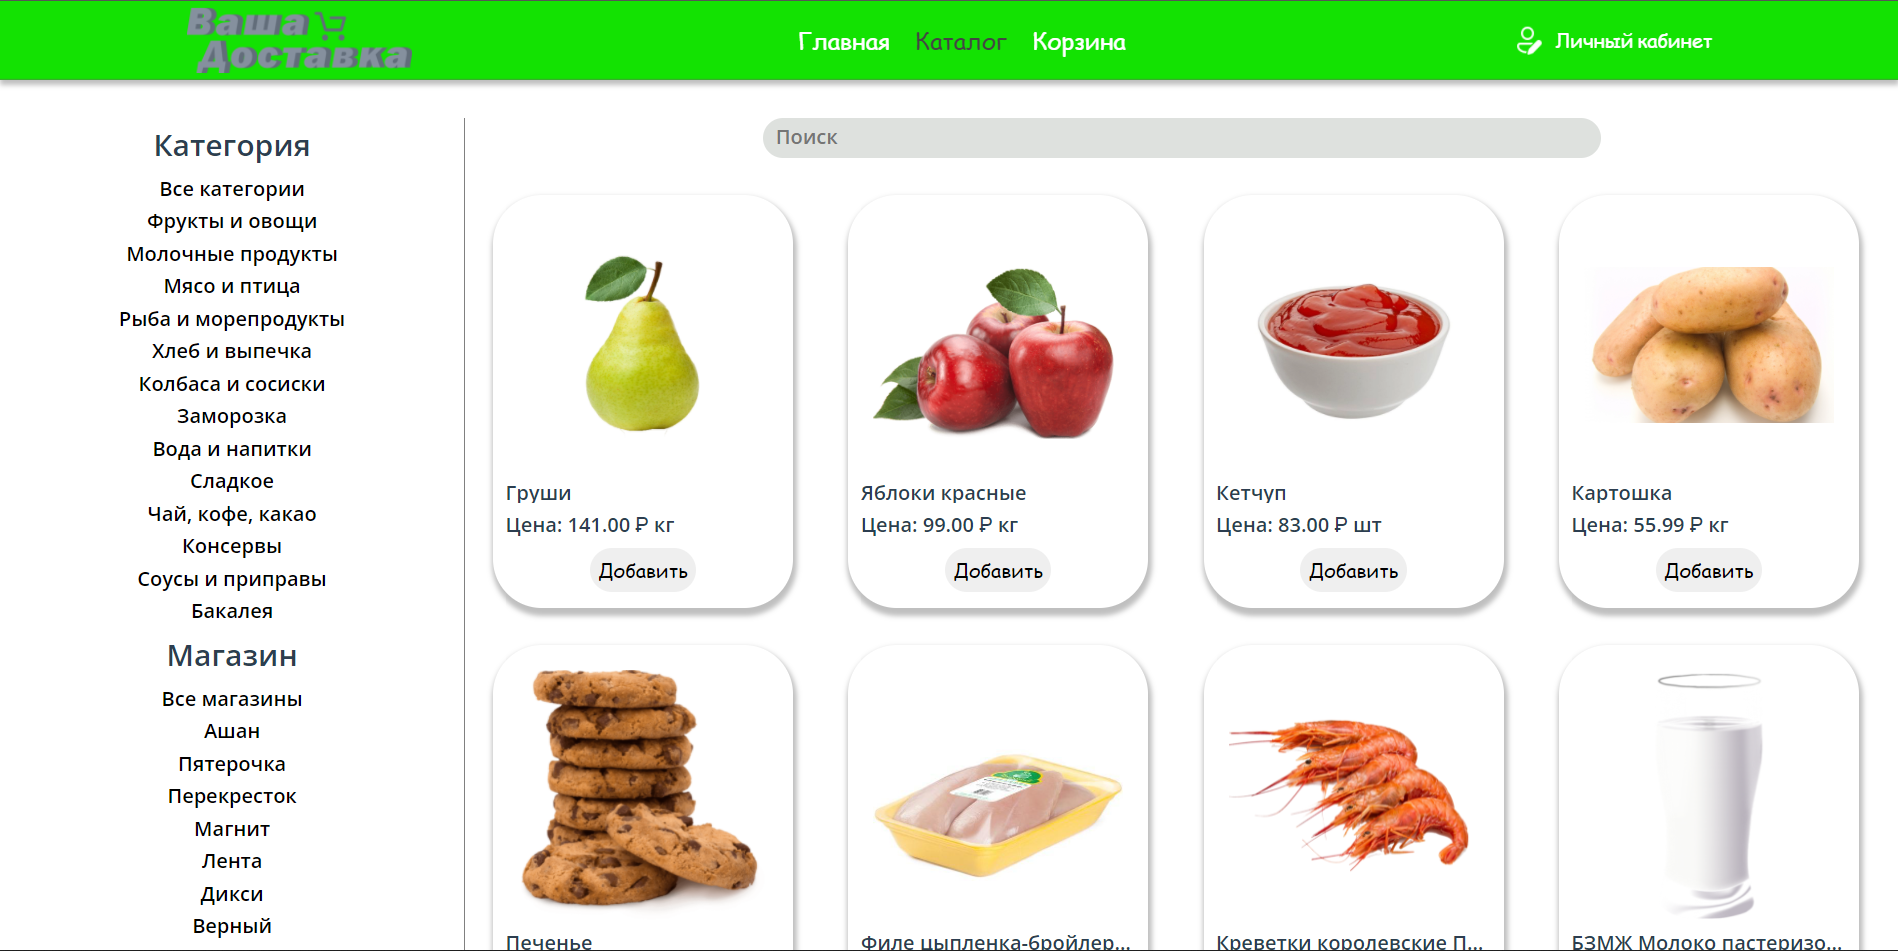 Ваша
Доставка
Главная Каталог Корзина
Личный кабинет
Категория
Все категории
Фрукты и овощи
Молочные продукты
Мясо и птица
Рыба и морепродукты
Хлеб и выпечка
Колбаса и сосиски
Заморозка
Вода и напитки
Сладкое
Чай, кофе, какао
Консервы
Соусы и приправы
Бакалея
Магазин
Все магазины
Ашан
Пятерочка
Перекресток
Магнит
Лента
Дикси
Верный
Поиск
Груши
Цена: 141.00 ₽ кг
Добавить
Яблоки красные
Цена: 99.00 ₽ кг
Добавить
Кетчуп
Цена: 83.00 ₽ шт
Добавить
Картошка
Цена: 55.99 ₽ кг
Добавить
Печенье
Филе цыпленка-бройлер...
Креветки королевские П...
БЗМЖ Молоко пастеризо...